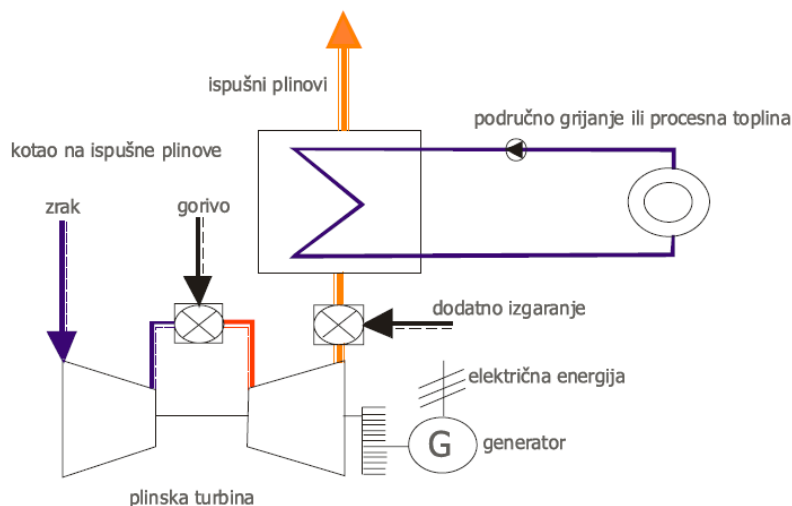 ispušni plinovi
područno grijanje ili procesna toplina
kotao na ispušne plinove
zrak
gorivo
dodatno izgaranje
električna energija
G
generator
plinska turbina